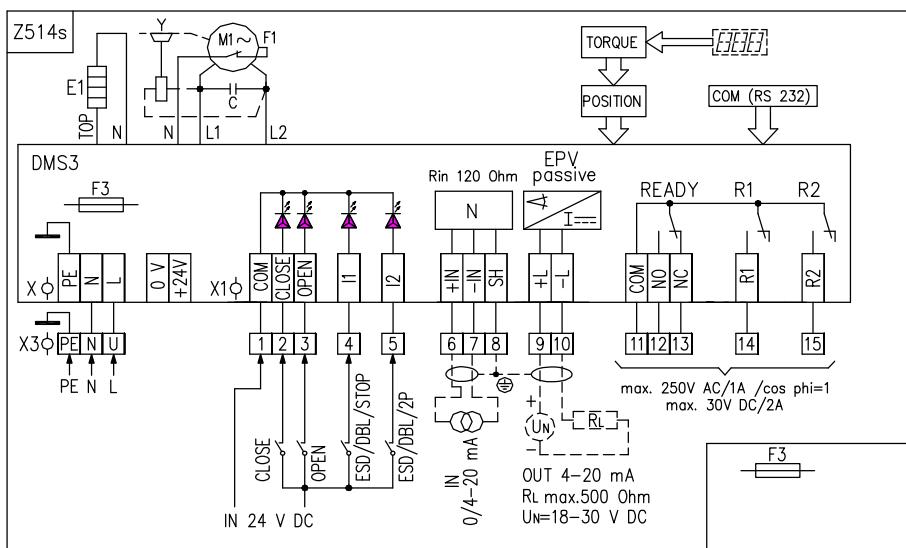 Z514s
Y
M1~
F1
E1
C
TOP
N
N
L1
L2
TORQUE
POSITION
COM (RS 232)
DMS3
F3
Rin 120 Ohm
N
EPV
passive
I
READY
R1
R2
X
PE
N
L
0 V
+24V
X1
COM
CLOSE
OPEN
I1
I2
+IN
-IN
SH
+L
-L
COM
NO
NC
R1
R2
X3
PE
N
U
1
2
3
4
5
6
7
8
9
10
11
12
13
14
15
PE
N
L
CLOSE
OPEN
ESD/DBL/STOP
ESD/DBL/2P
IN 24 V DC
IN
0/4-20 mA
+
UN
-
RL
OUT 4-20 mA
RL max.500 Ohm
UN=18-30 V DC
max. 250V AC/1A /cos phi=1
max. 30V DC/2A
F3